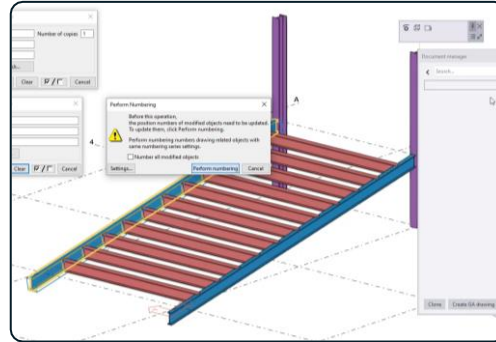 Number of copies: 1
Clear
Cancel
Clear
Cancel
Perform Numbering
Before this operation,
the position numbers of modified objects need to be updated.
To update them, click Perform numbering.
Perform numbering numbers drawing related objects with
same numbering series settings.
Number all modified objects
Settings...
Perform numbering
Cancel
A
4
Document manager
Search...
Clone
Create GA drawing